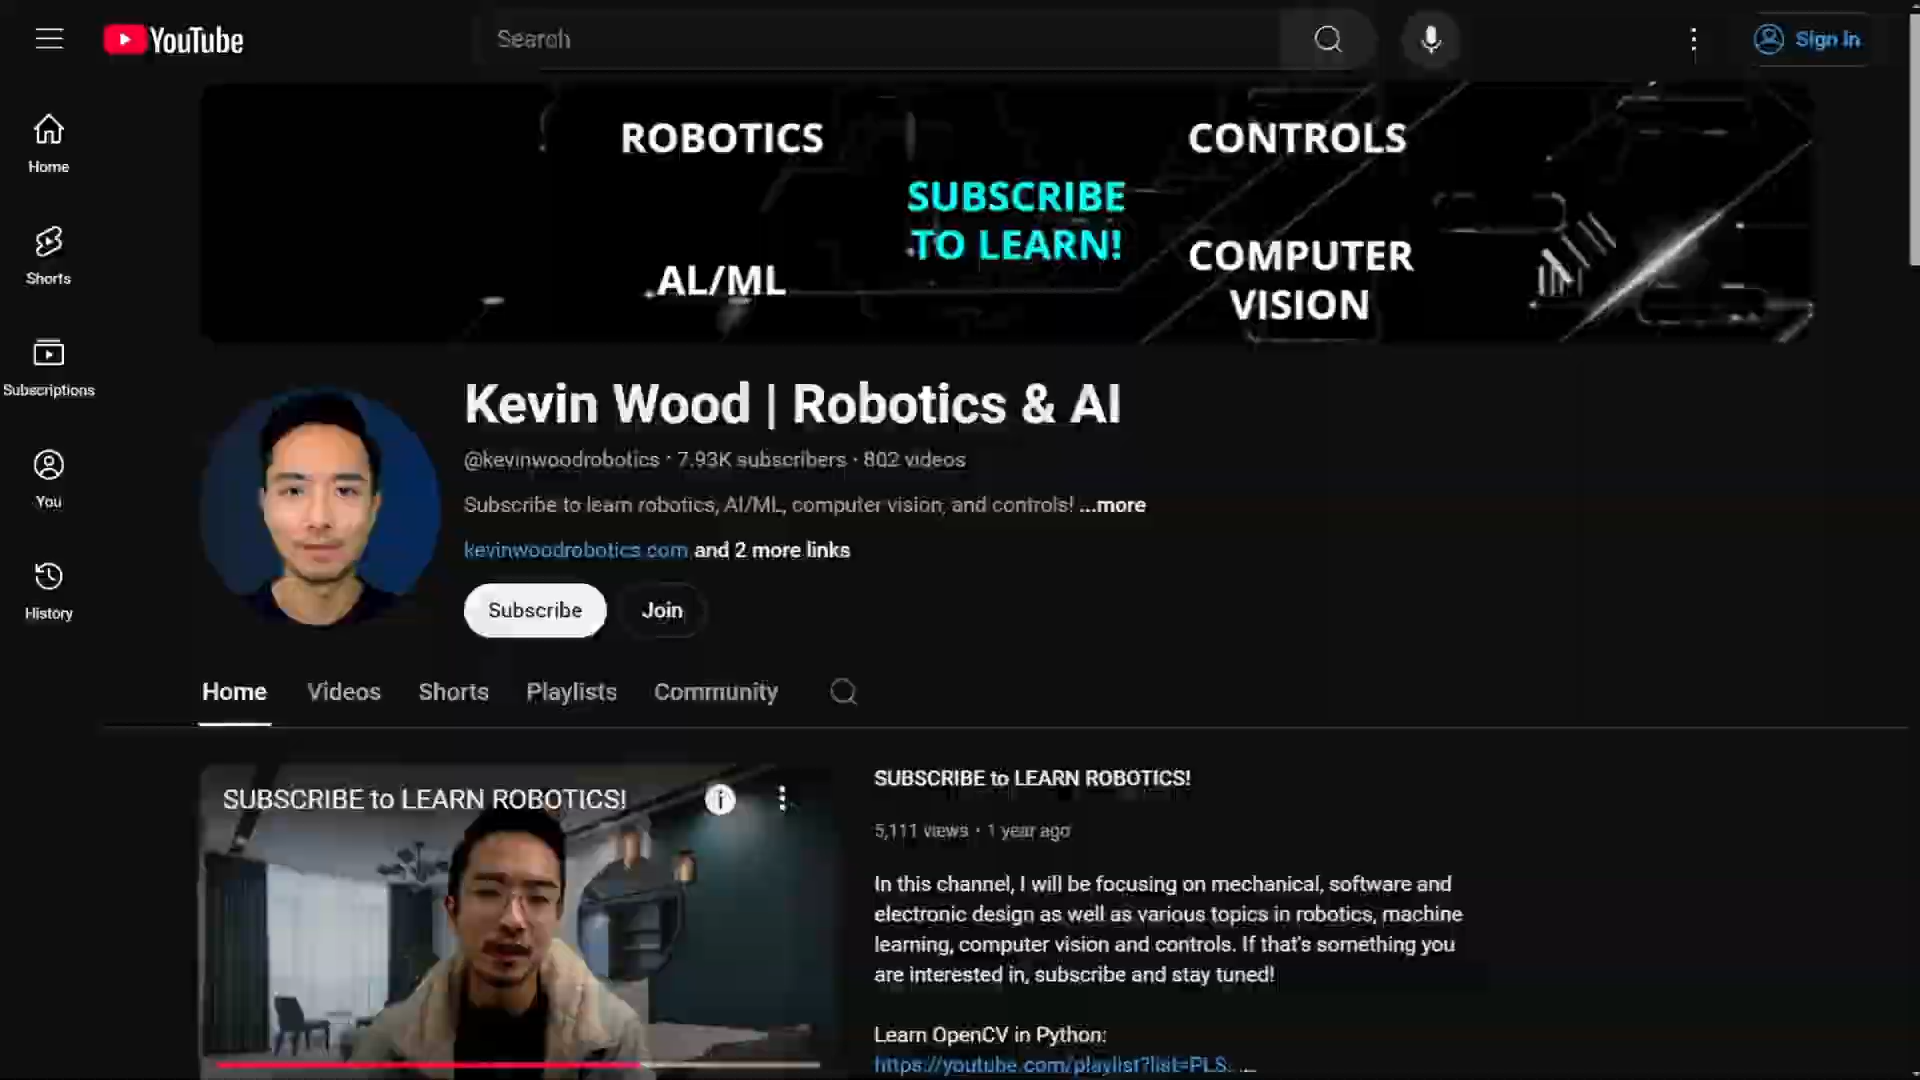 YouTube
Search
Sign In
Home
Shorts
Subscriptions
You
History
ROBOTICS
CONTROLS
SUBSCRIBE
TO LEARN!
AL/ML
COMPUTER
VISION
Kevin Wood | Robotics & AI
@kevinwoodrobotics · 7.93K subscribers · 802 videos
Subscribe to learn robotics, AI/ML, computer vision, and controls! ...more
kevinwoodrobotics.com and 2 more links
Subscribe
Join
Home
Videos
Shorts
Playlists
Community
SUBSCRIBE to LEARN ROBOTICS!
SUBSCRIBE to LEARN ROBOTICS!
5,111 views · 1 year ago
In this channel, I will be focusing on mechanical, software and
electronic design as well as various topics in robotics, machine
learning, computer vision and controls. If that's something you
are interested in, subscribe and stay tuned!
Learn OpenCV in Python:
https://youtube.com/playlist?list=PLS...